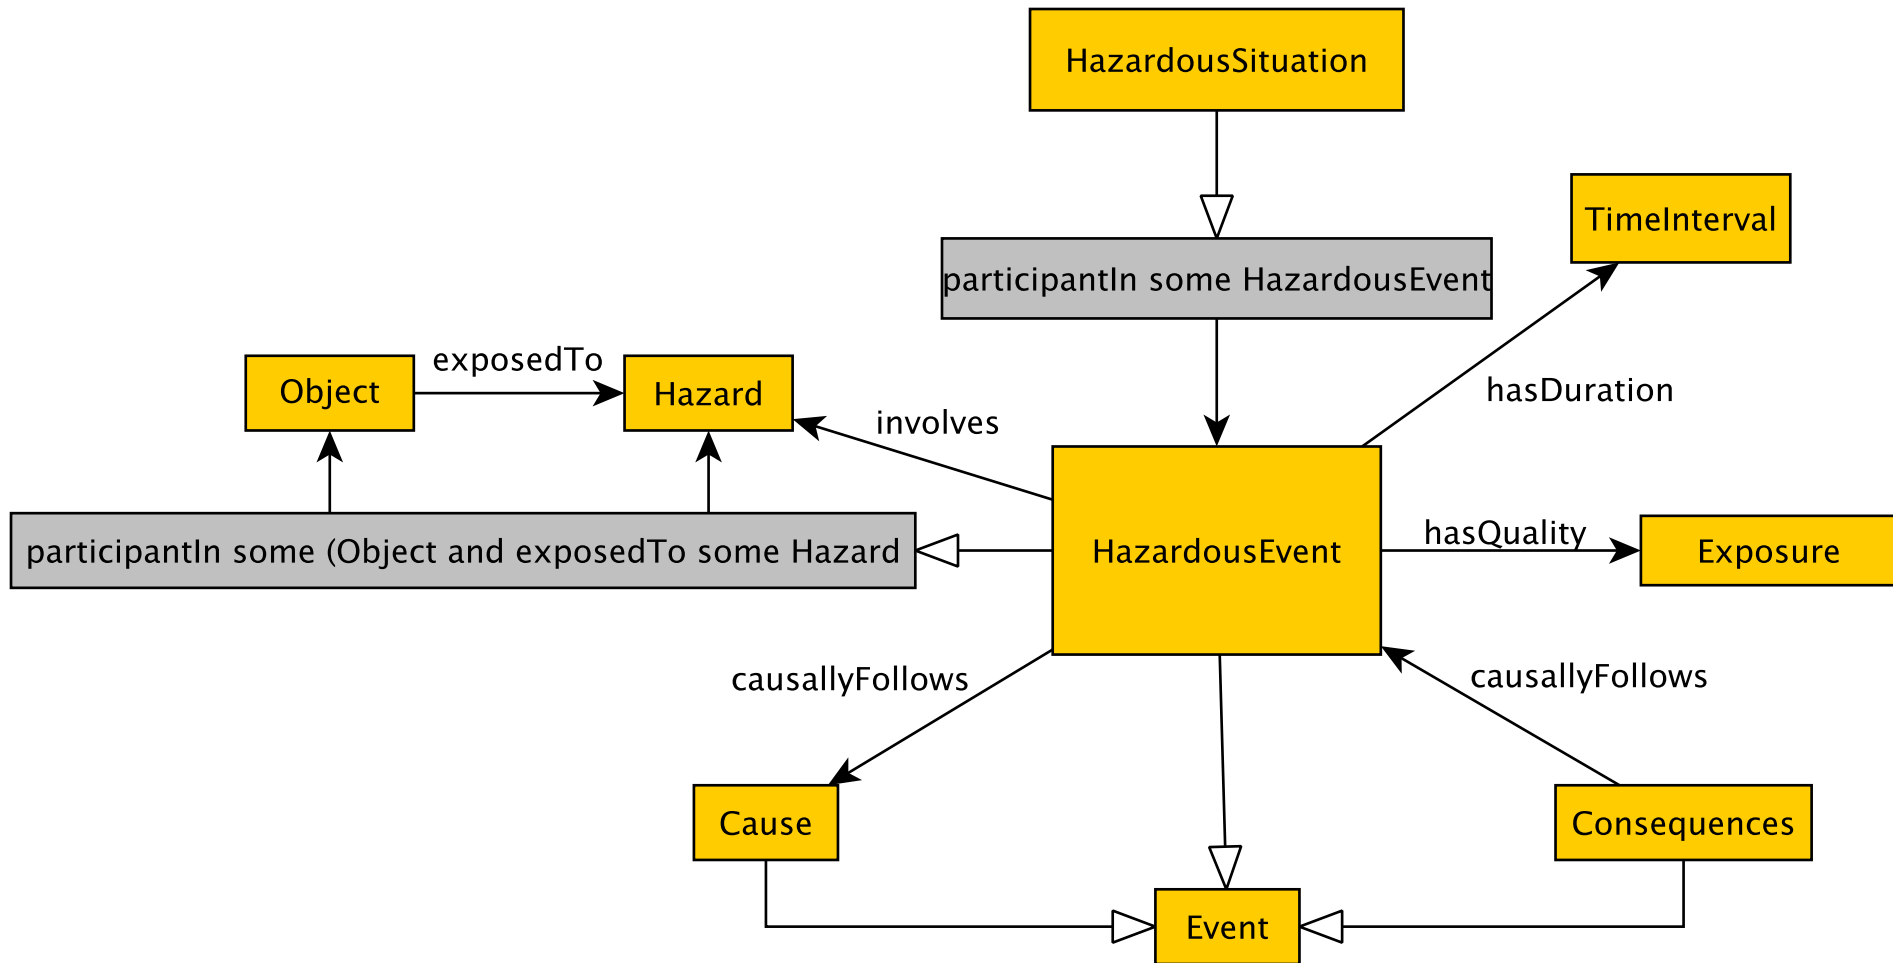 HazardousSituation
TimeInterval
participantIn some HazardousEvent
exposedTo
Object
Hazard
hasDuration
involves
hasQuality
participantIn some (Object and exposedTo some Hazard
HazardousEvent
Exposure
causallyFollows
causallyFollows
Cause
Consequences
Event